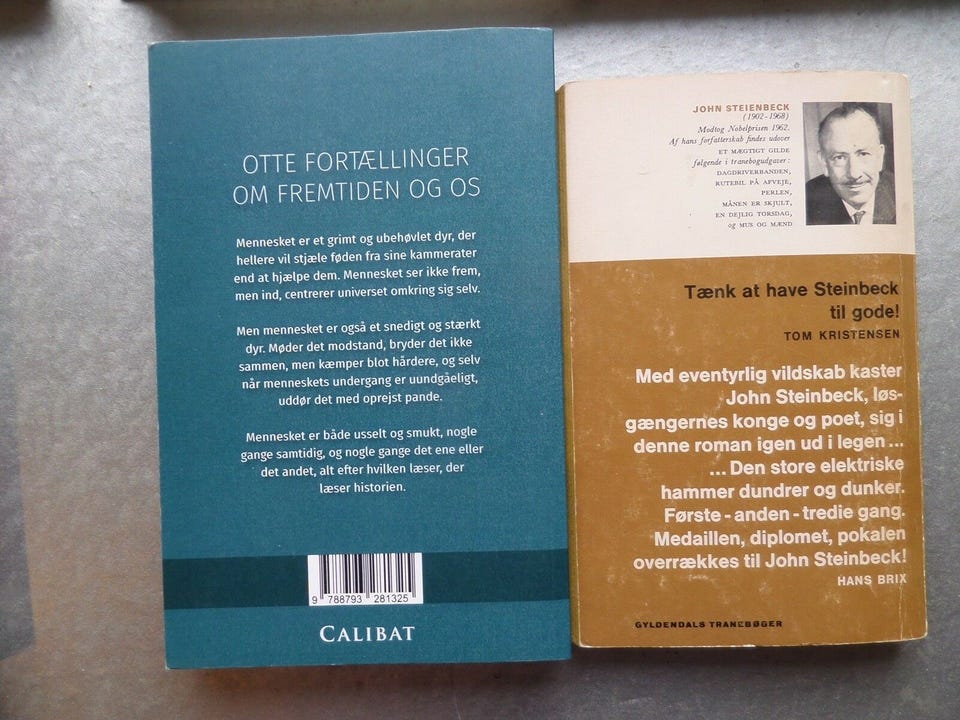 OTTE FORTÆLLINGER
OM FREMTIDEN OG OS
Mennesket er et grimt og ubehøvlet dyr, der
hellere vil stjæle føden fra sine kammerater
end at hjælpe dem. Mennesket ser ikke frem,
men ind, centrerer universet omkring sig selv.
Men mennesket er også et snedigt og stærkt
dyr. Møder det modstand, bryder det ikke
sammen, men kæmper blot hårdere, og selv
når menneskets undergang er uundgåeligt,
uddør det med oprejst pande.
Mennesket er både usselt og smukt, nogle
gange samtidig, og nogle gange det ene eller
det andet, alt efter hvilken læser, der
læser historien.
9 788793 281325
CALIBAT
JOHN STEIENBECK
(1902-1968)
Modtog Nobelprisen 1962.
Af hans forfatterskab findes udover
ET MÆGTIGT GILDE
følgende i tranebogudgaver:
DAGDRIVERBANDEN,
RUTEBIL PÅ AFVEJE,
PERLEN,
MÅNEN ER SKJULT,
EN DEJLIG TORSDAG,
og MUS OG MÆND
Tænk at have Steinbeck
til gode!
TOM KRISTENSEN
Med eventyrlig vildskab kaster
John Steinbeck, løs-
gængernes konge og poet, sig i
denne roman igen ud i legen...
... Den store elektriske
hammer dundrer og dunker.
Første - anden - tredie gang.
Medaillen, diplomet, pokalen
overrækkes til John Steinbeck!
HANS BRIX
GYLDENDALS TRANEBØGER